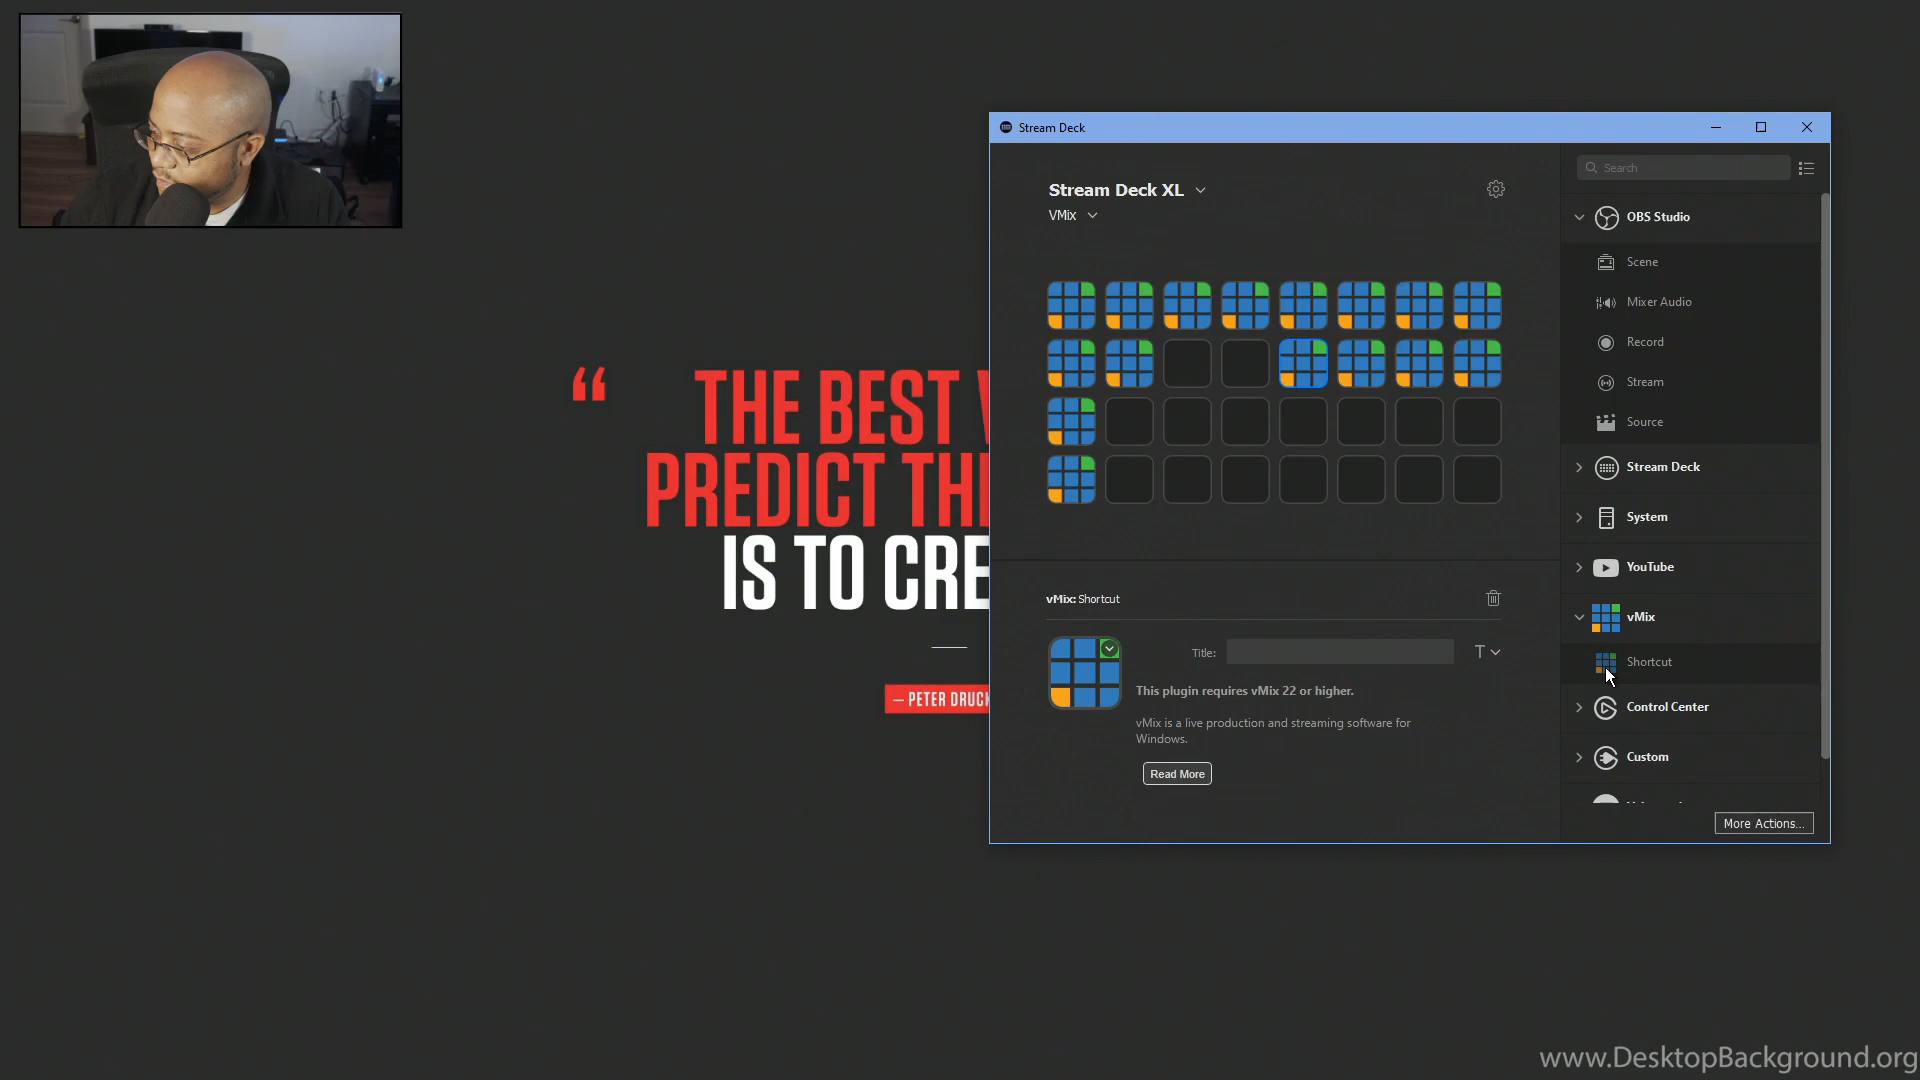 Stream Deck
Stream Deck XL
VMix
Search
OBS Studio
Scene
Mixer Audio
Record
Stream
Source
Stream Deck
System
YouTube
vMix
Shortcut
Control Center
Custom
More Actions...
vMix: Shortcut
Title:
T
This plugin requires vMix 22 or higher.
vMix is a live production and streaming software for
Windows.
Read More
“ THE BEST
PREDICT
IS TO CRE
— PETER DRUCK
www.DesktopBackground.org